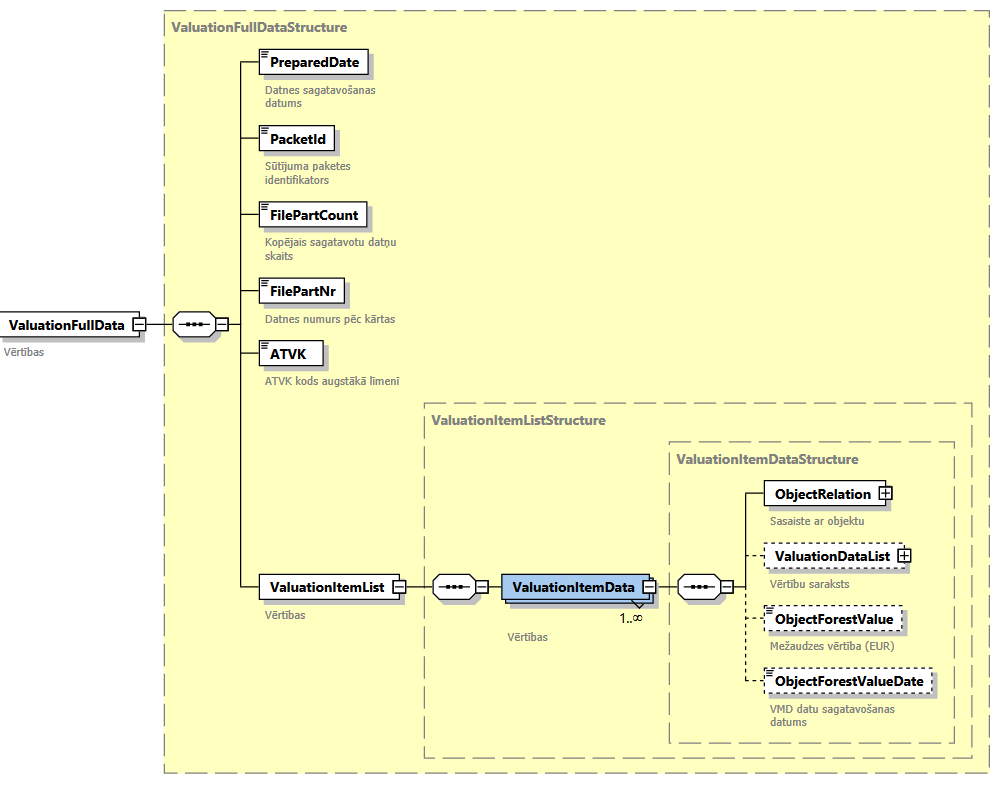 ValuationFullDataStructure
PreparedDate
Datnes sagatavošanas
datums
PacketId
Sūtījuma paketes
identifikators
FilePartCount
Kopējais sagatavotu datņu
skaits
FilePartNr
Datnes numurs pēc kārtas
ValuationFullData
Vērtības
ATVK
ATVK kods augstākā līmenī
ValuationItemListStructure
ValuationItemDataStructure
ObjectRelation
Sasaiste ar objektu
ValuationDataList
Vērtību saraksts
ValuationItemList
Vērtības
ValuationItemData
1..∞
Vērtības
ObjectForestValue
Mežaudzes vērtība (EUR)
ObjectForestValueDate
VMD datu sagatavošanas
datums